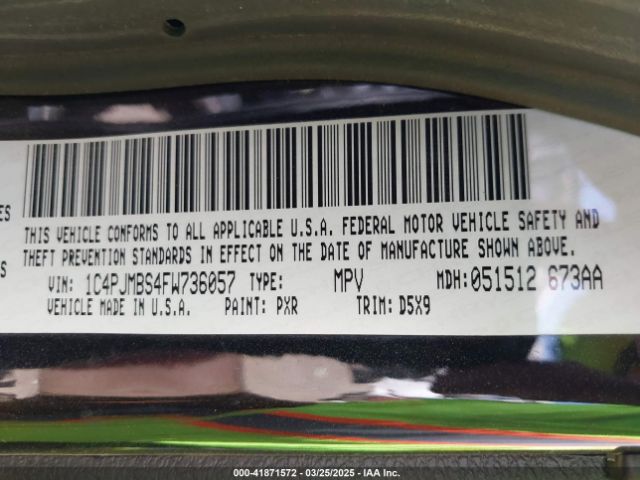 ES
THIS VEHICLE CONFORMS TO ALL APPLICABLE U.S.A. FEDERAL MOTOR VEHICLE SAFETY AND
THEFT PREVENTION STANDARDS IN EFFECT ON THE DATE OF MANUFACTURE SHOWN ABOVE.
S
VIN: 1C4PJMBS4FW736057 TYPE: MPV MDH:051512 673AA
VEHICLE MADE IN U.S.A. PAINT: PXR TRIM: D5X9
000-41871572 — 03/25/2025 — IAA Inc.